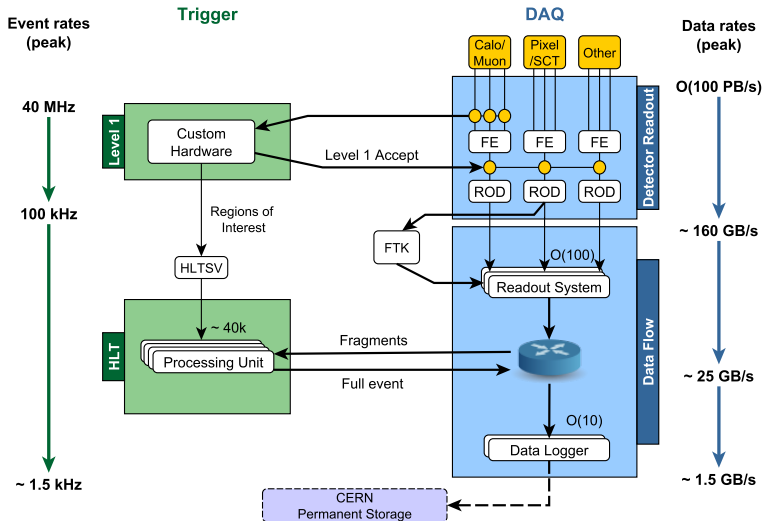 Event rates
(peak)
Trigger
DAQ
Data rates
(peak)
Calo/
Muon
Pixel
/SCT
Other
40 MHz
O(100 PB/s)
Level 1
Custom
Hardware
Level 1 Accept
FE
FE
FE
ROD
ROD
ROD
Detector Readout
100 kHz
Regions of
Interest
~ 160 GB/s
FTK
HLTSV
O(100)
Readout System
HLT
~ 40k
Processing Unit
Fragments
Full event
Data Flow
~ 25 GB/s
O(10)
Data Logger
~ 1.5 kHz
~ 1.5 GB/s
CERN
Permanent Storage